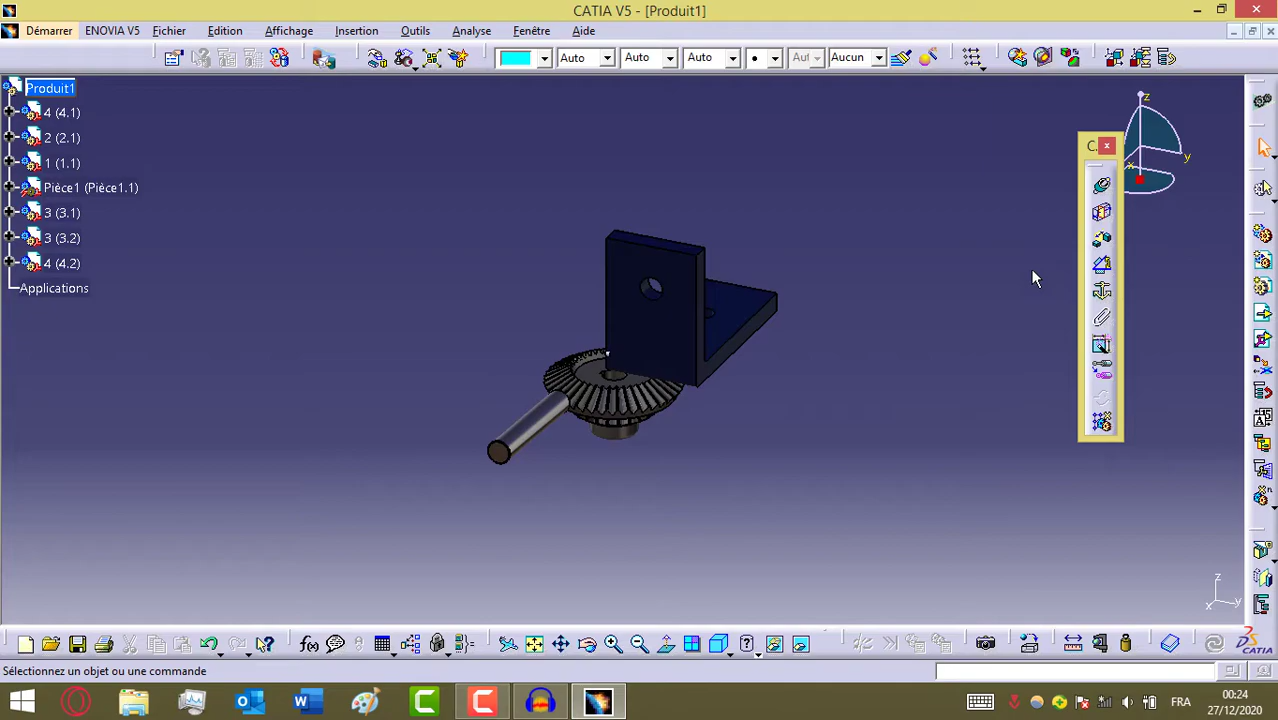 CATIA V5 - [Produit1]
Démarrer
ENOVIA V5
Fichier
Edition
Affichage
Insertion
Outils
Analyse
Fenêtre
Aide
Auto
Auto
Auto
Aut
Aucun
Produit1
4 (4.1)
2 (2.1)
1 (1.1)
Pièce1 (Pièce1.1)
3 (3.1)
3 (3.2)
4 (4.2)
Applications
z
y
x
C.
z
x
y
f(x)
CATIA
Sélectionnez un objet ou une commande
FRA
00:24
27/12/2020